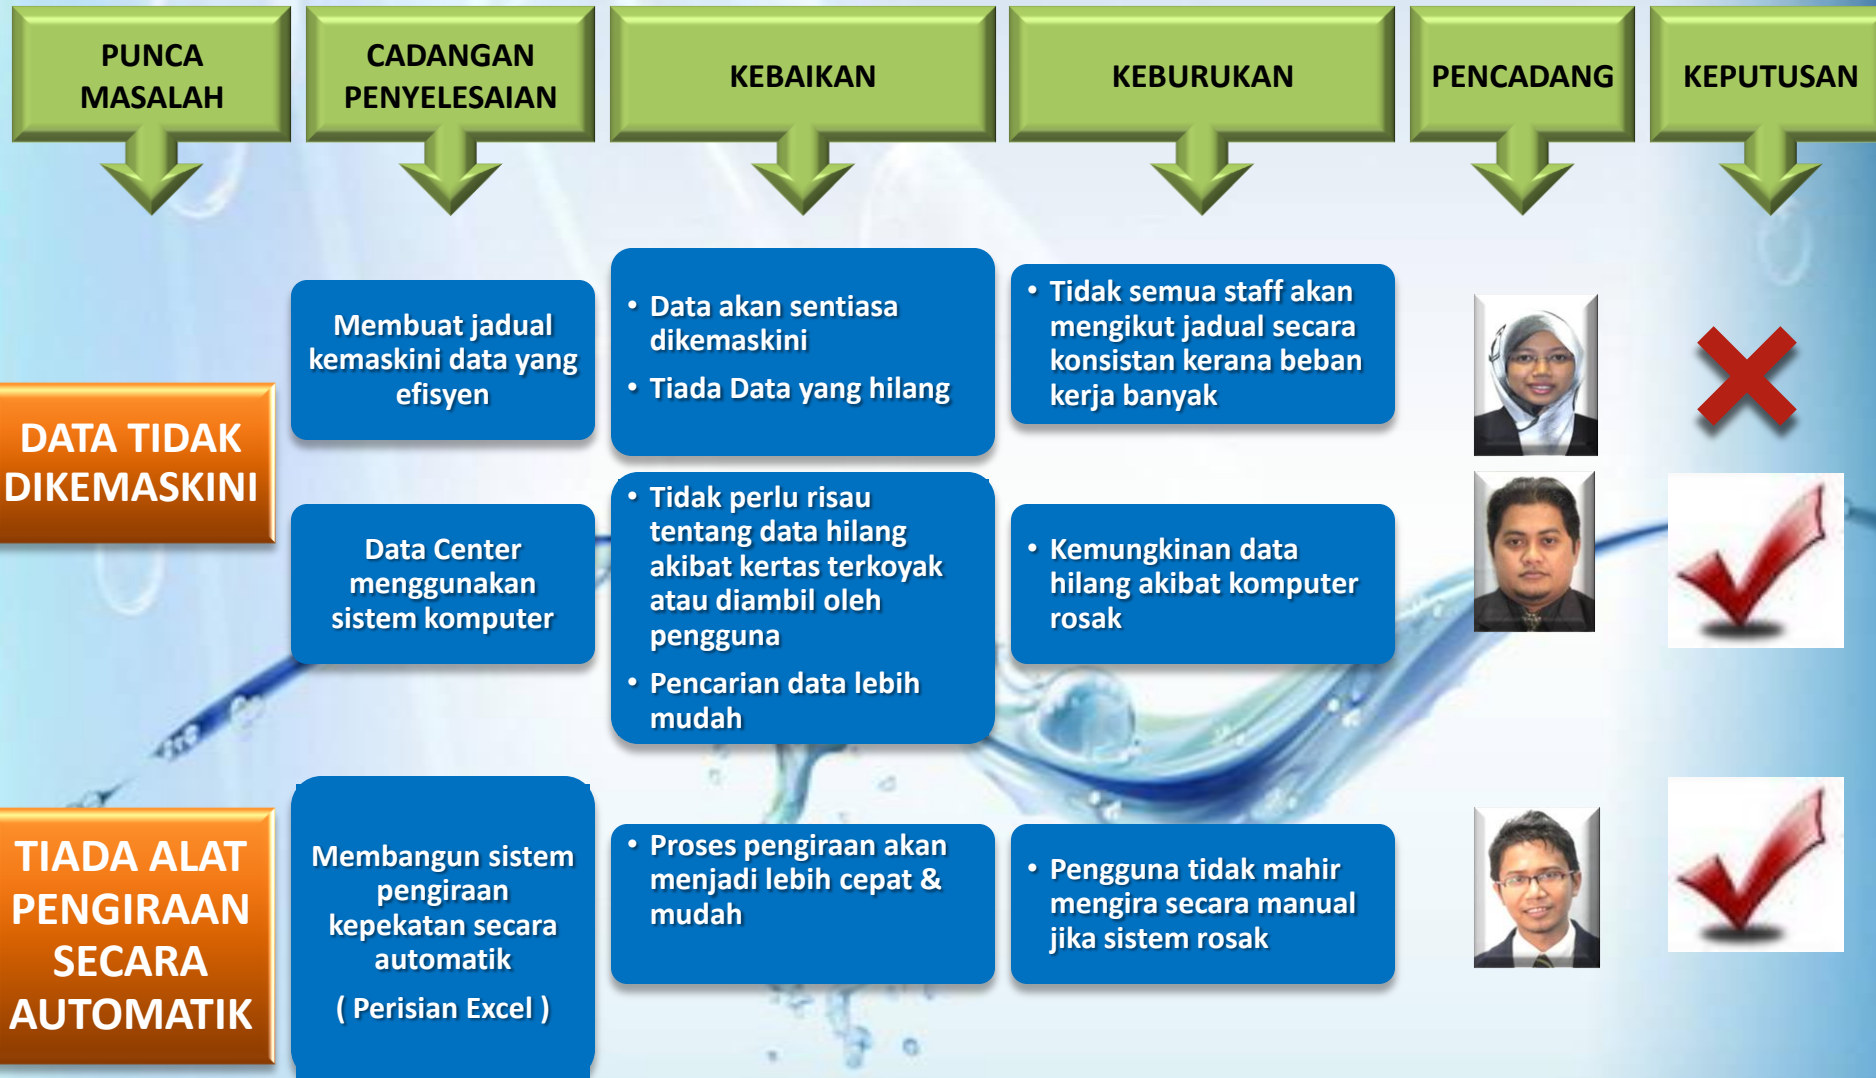 PUNCA
MASALAH
CADANGAN
PENYELESAIAN
KEBAIKAN
KEBURUKAN
PENCADANG
KEPUTUSAN
DATA TIDAK
DIKEMASKINI
Membuat jadual
kemaskini data yang
efisyen
• Data akan sentiasa
dikemaskini
• Tiada Data yang hilang
• Tidak semua staff akan
mengikut jadual secara
konsistan kerana beban
kerja banyak
Data Center
menggunakan
sistem komputer
• Tidak perlu risau
tentang data hilang
akibat kertas terkoyak
atau diambil oleh
pengguna
• Pencarian data lebih
mudah
• Kemungkinan data
hilang akibat komputer
rosak
TIADA ALAT
PENGIRAAN
SECARA
AUTOMATIK
Membangun sistem
pengiraan
kepekatan secara
automatik
( Perisian Excel )
• Proses pengiraan akan
menjadi lebih cepat &
mudah
• Pengguna tidak mahir
mengira secara manual
jika sistem rosak